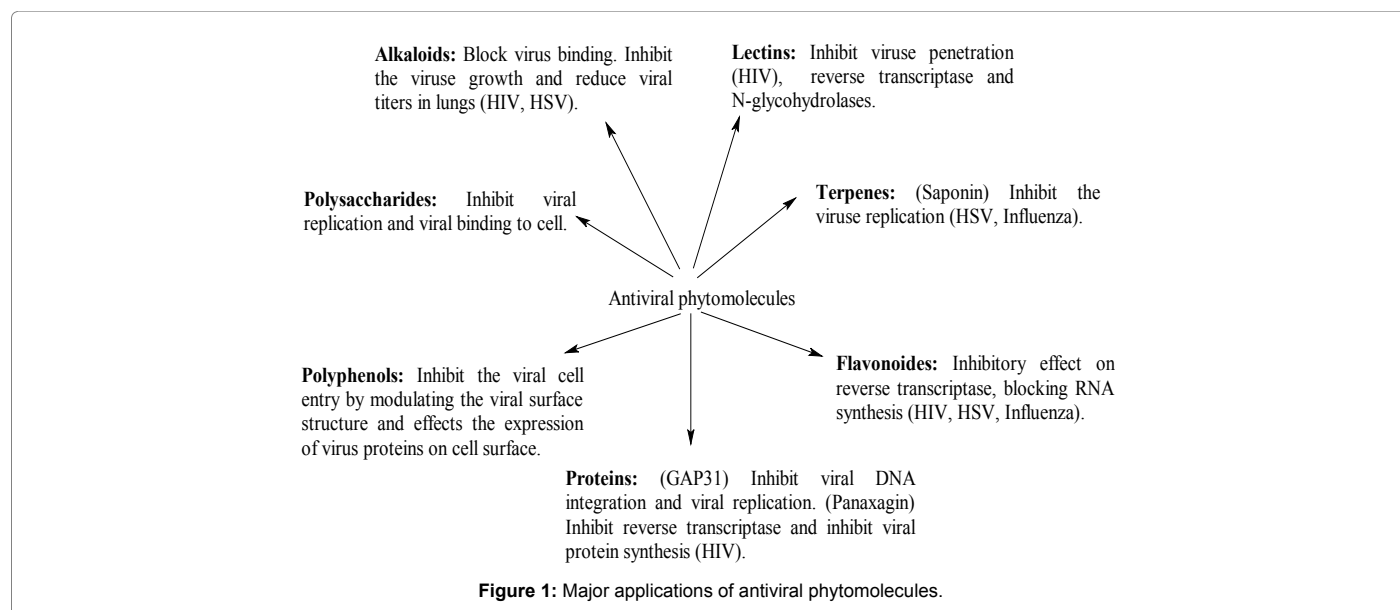 Alkaloids: Block virus binding. Inhibit
the viruse growth and reduce viral
titers in lungs (HIV, HSV).
Lectins: Inhibit viruse penetration
(HIV), reverse transcriptase and
N-glycohydrolases.
Polysaccharides: Inhibit viral
replication and viral binding to cell.
Terpenes: (Saponin) Inhibit the
viruse replication (HSV, Influenza).
Antiviral phytomolecules
Polyphenols: Inhibit the viral cell
entry by modulating the viral surface
structure and effects the expression
of virus proteins on cell surface.
Flavonoides: Inhibitory effect on
reverse transcriptase, blocking RNA
synthesis (HIV, HSV, Influenza).
Proteins: (GAP31) Inhibit viral DNA
integration and viral replication. (Panaxagin)
Inhibit reverse transcriptase and inhibit viral
protein synthesis (HIV).
Figure 1: Major applications of antiviral phytomolecules.